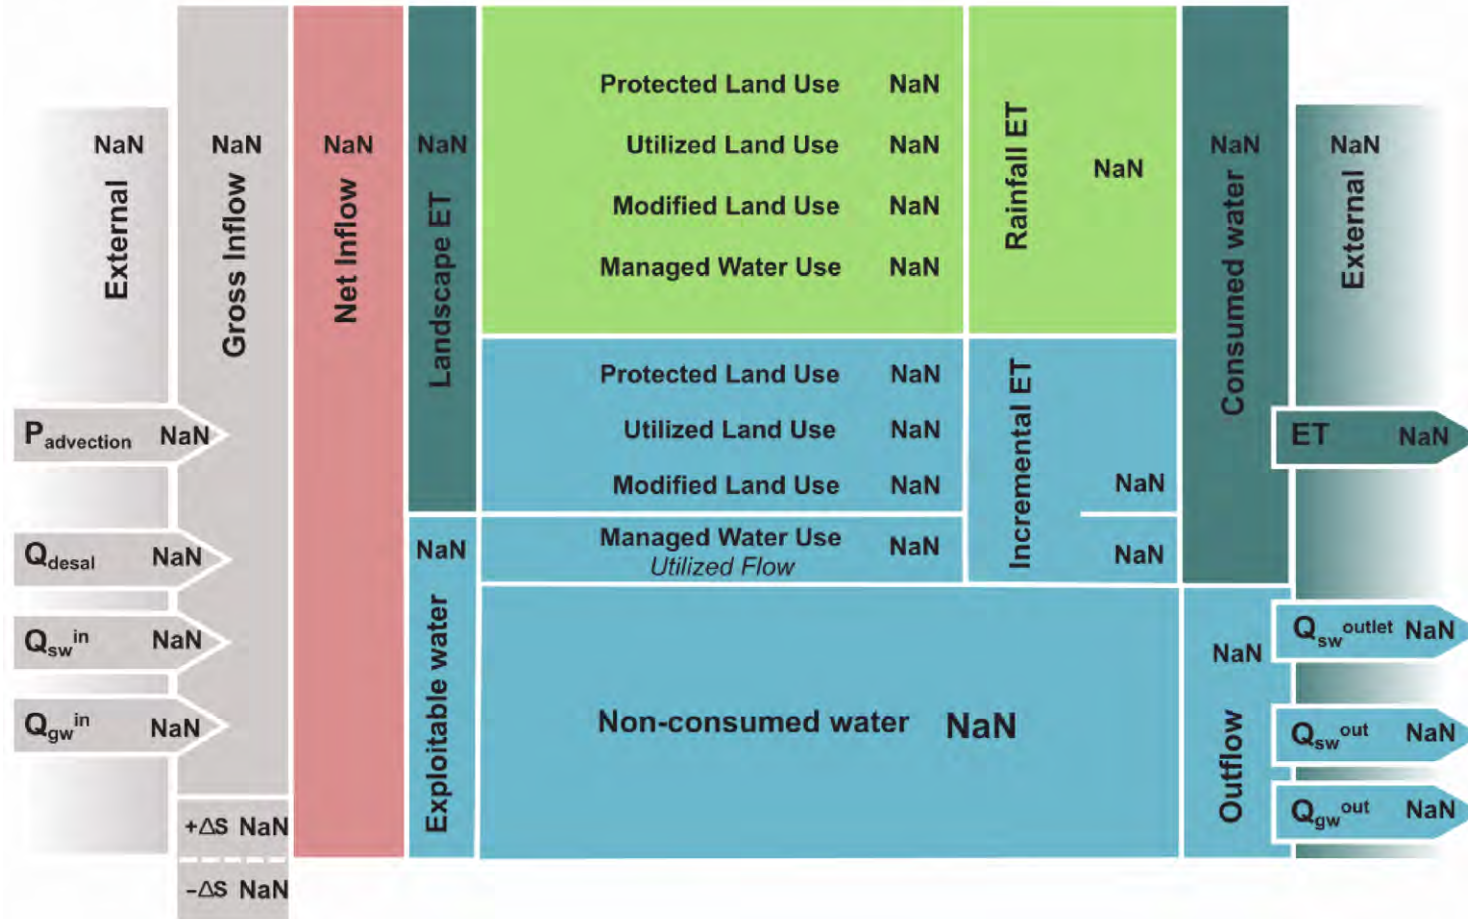 External NaN
P advection NaN
Q desal NaN
Q sw in NaN
Q gw in NaN
Gross Inflow NaN
+ΔS NaN
−ΔS NaN
Net Inflow NaN
Landscape ET NaN
Exploitable water NaN
Protected Land Use NaN
Utilized Land Use NaN
Modified Land Use NaN
Managed Water Use NaN
Rainfall ET NaN
Protected Land Use NaN
Utilized Land Use NaN
Modified Land Use NaN
Managed Water Use NaN
Utilized Flow
Incremental ET
NaN
NaN
Non-consumed water NaN
Consumed water NaN
Outflow NaN
External NaN
ET NaN
Q sw outlet NaN
Q sw out NaN
Q gw out NaN